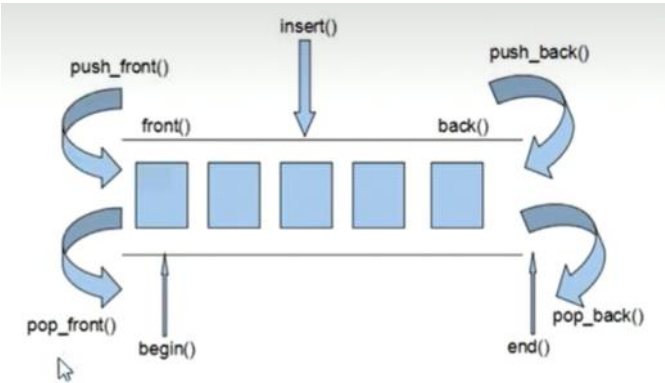 insert()
push_front()
push_back()
front()
back()
pop_front()
begin()
end()
pop_back()